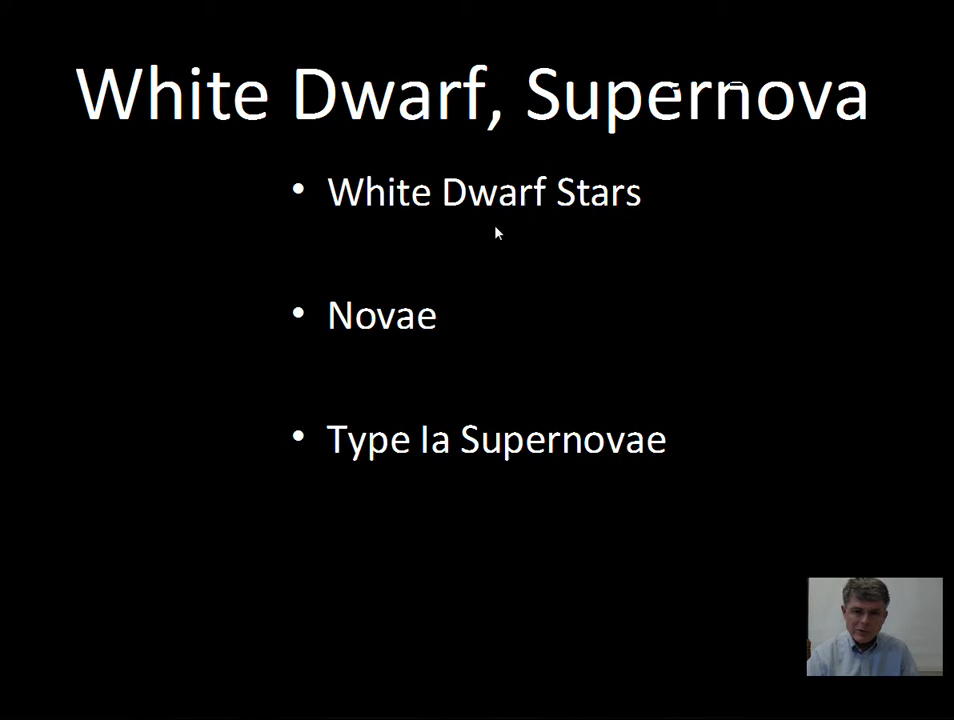 White Dwarf, Supernova
• White Dwarf Stars
• Novae
• Type Ia Supernovae